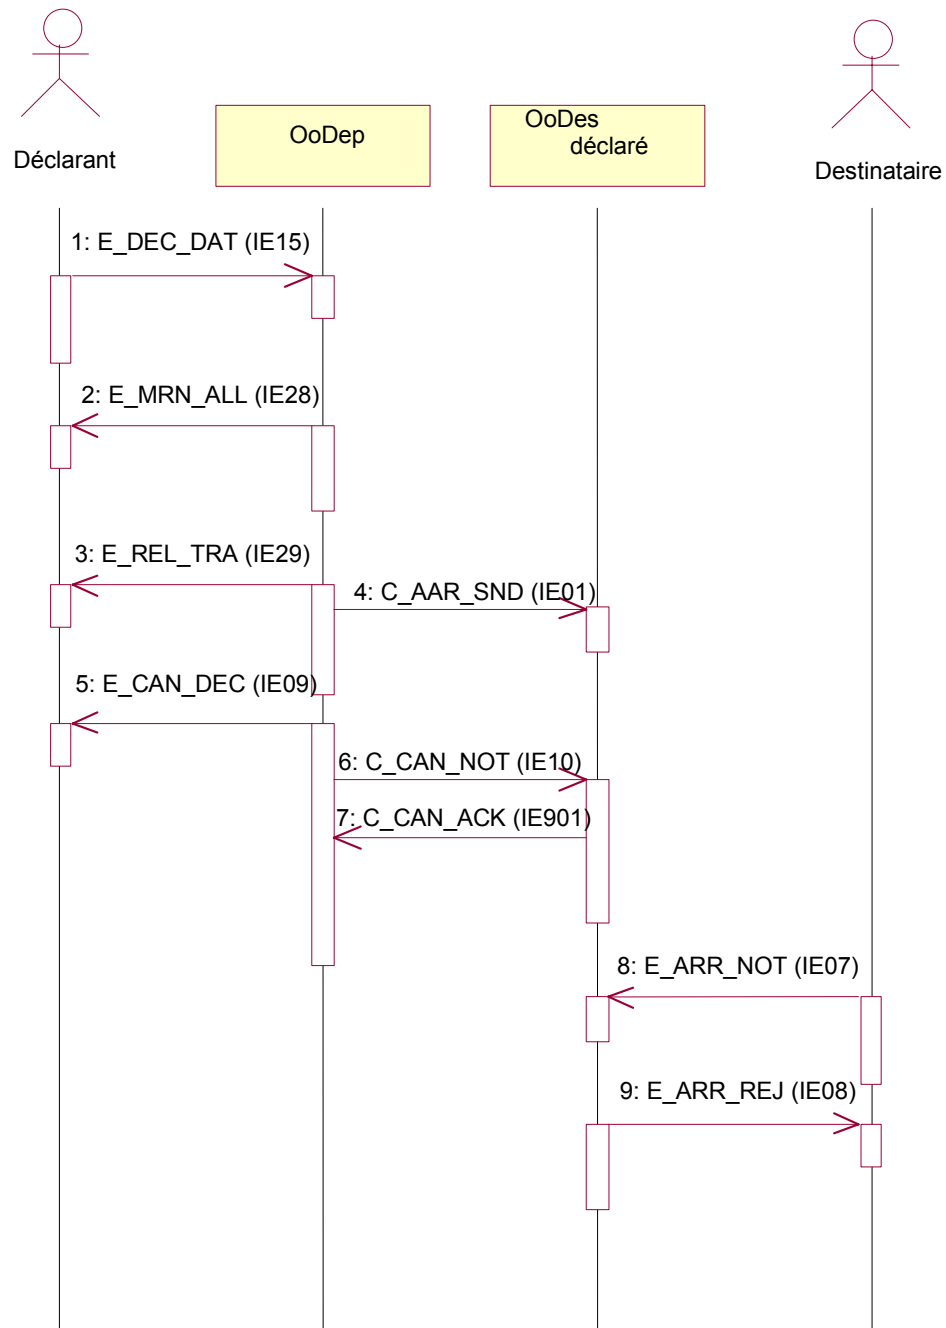 Déclarant
OoDep
OoDes
déclaré
Destinataire
1: E_DEC_DAT (IE15)
2: E_MRN_ALL (IE28)
3: E_REL_TRA (IE29)
4: C_AAR_SND (IE01)
5: E_CAN_DEC (IE09)
6: C_CAN_NOT (IE10)
7: C_CAN_ACK (IE901)
8: E_ARR_NOT (IE07)
9: E_ARR_REJ (IE08)